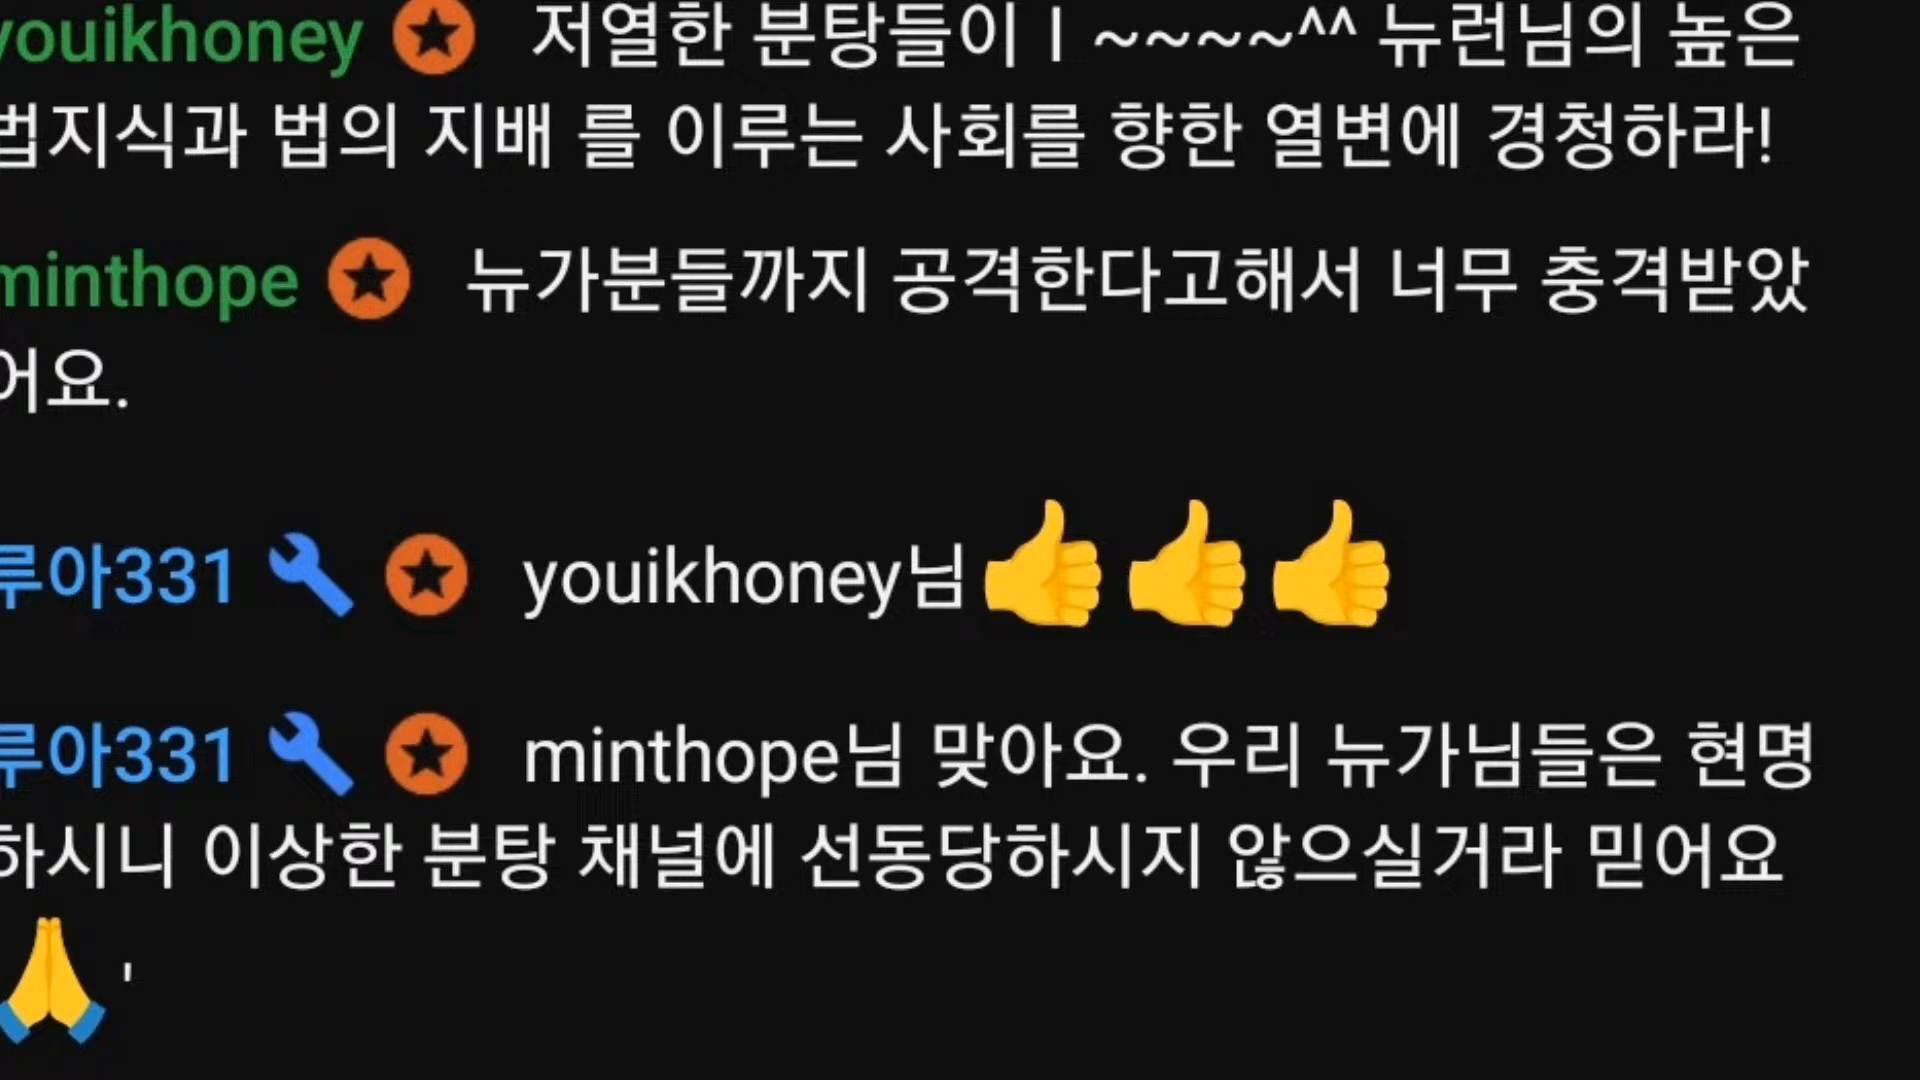 youikhoney 저열한 분탕들이ㅣ~~~~^^ 뉴런님의 높은
법지식과 법의 지배 를 이루는 사회를 향한 열변에 경청하라!
minthope 뉴가분들까지 공격한다고해서 너무 충격받았
어요.
루아331 youikhoney님👍👍👍
루아331 minthope님 맞아요. 우리 뉴가님들은 현명
하시니 이상한 분탕 채널에 선동당하시지 않으실거라 믿어요
🙏'